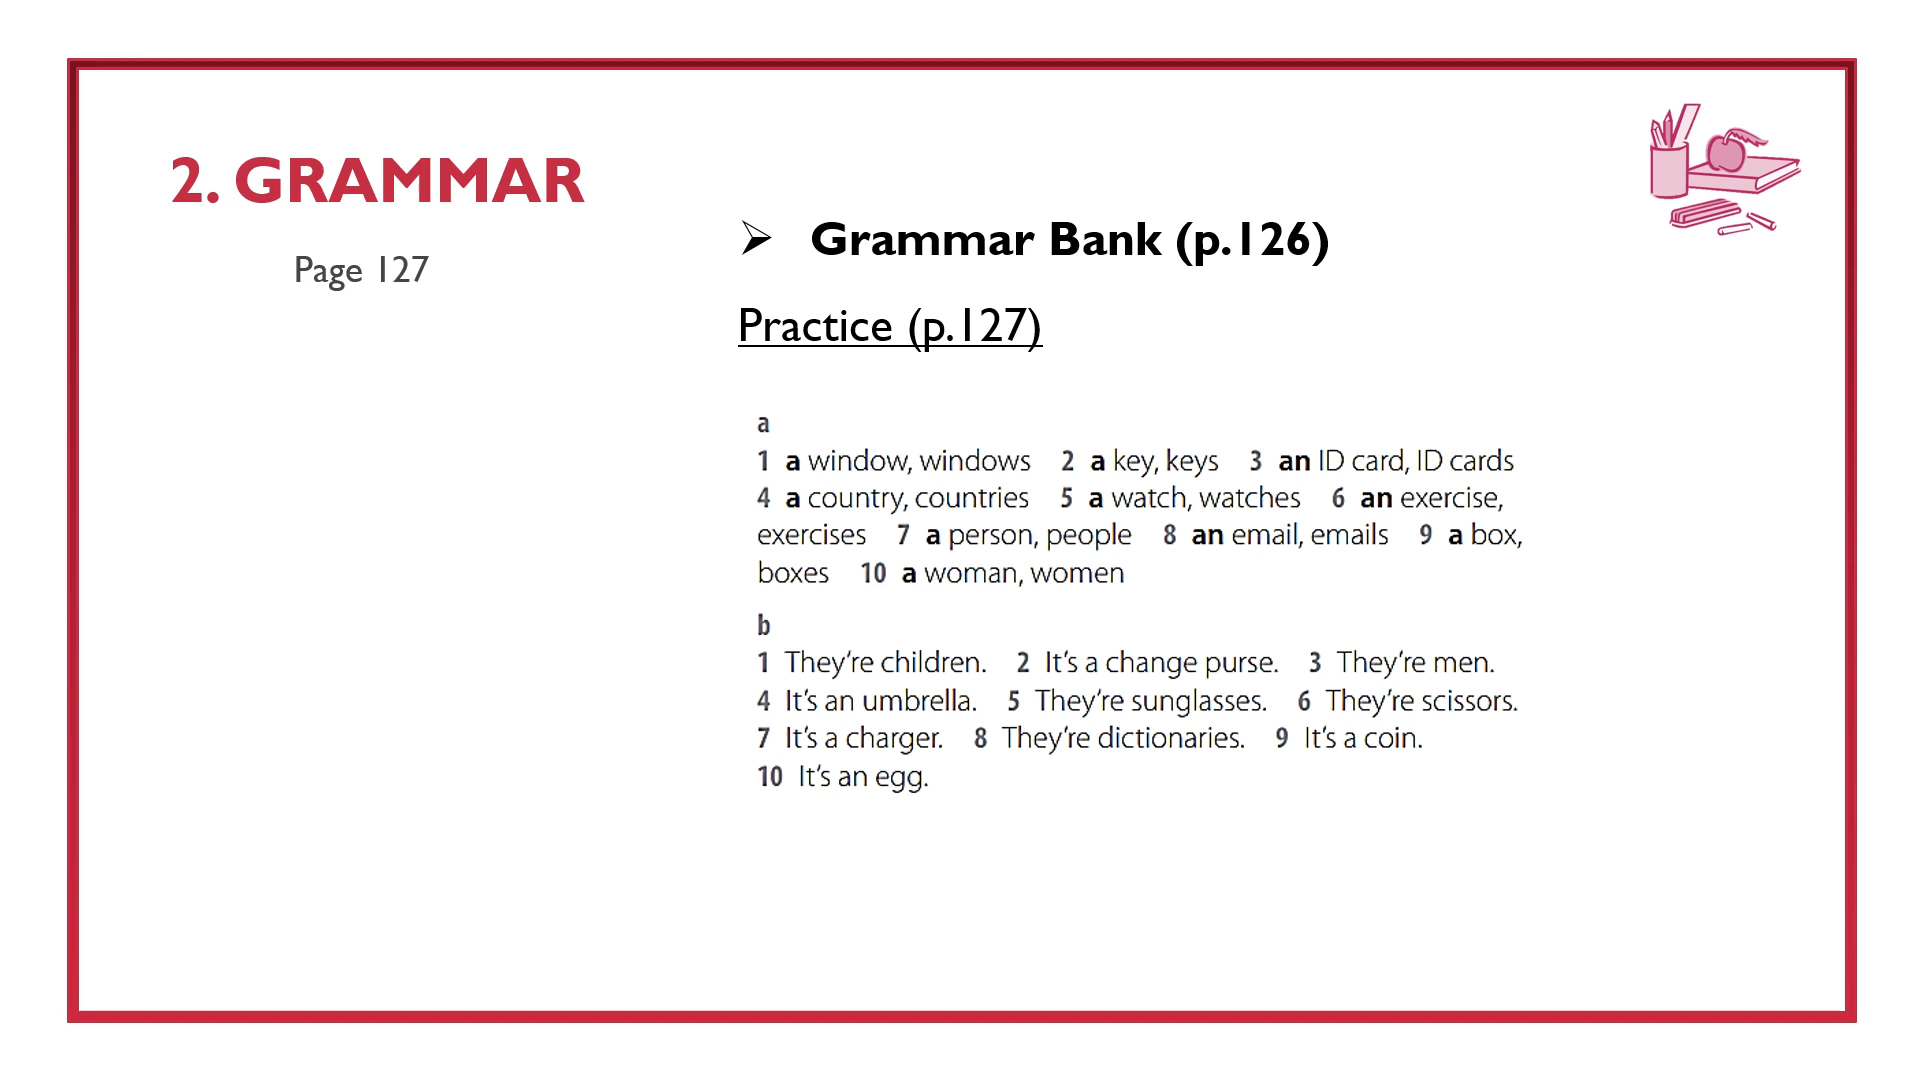 2. GRAMMAR
Page 127
➢ Grammar Bank (p.126)
Practice (p.127)
a
1 a window, windows 2 a key, keys 3 an ID card, ID cards
4 a country, countries 5 a watch, watches 6 an exercise,
exercises 7 a person, people 8 an email, emails 9 a box,
boxes 10 a woman, women
b
1 They’re children. 2 It’s a change purse. 3 They’re men.
4 It’s an umbrella. 5 They’re sunglasses. 6 They’re scissors.
7 It’s a charger. 8 They’re dictionaries. 9 It’s a coin.
10 It’s an egg.